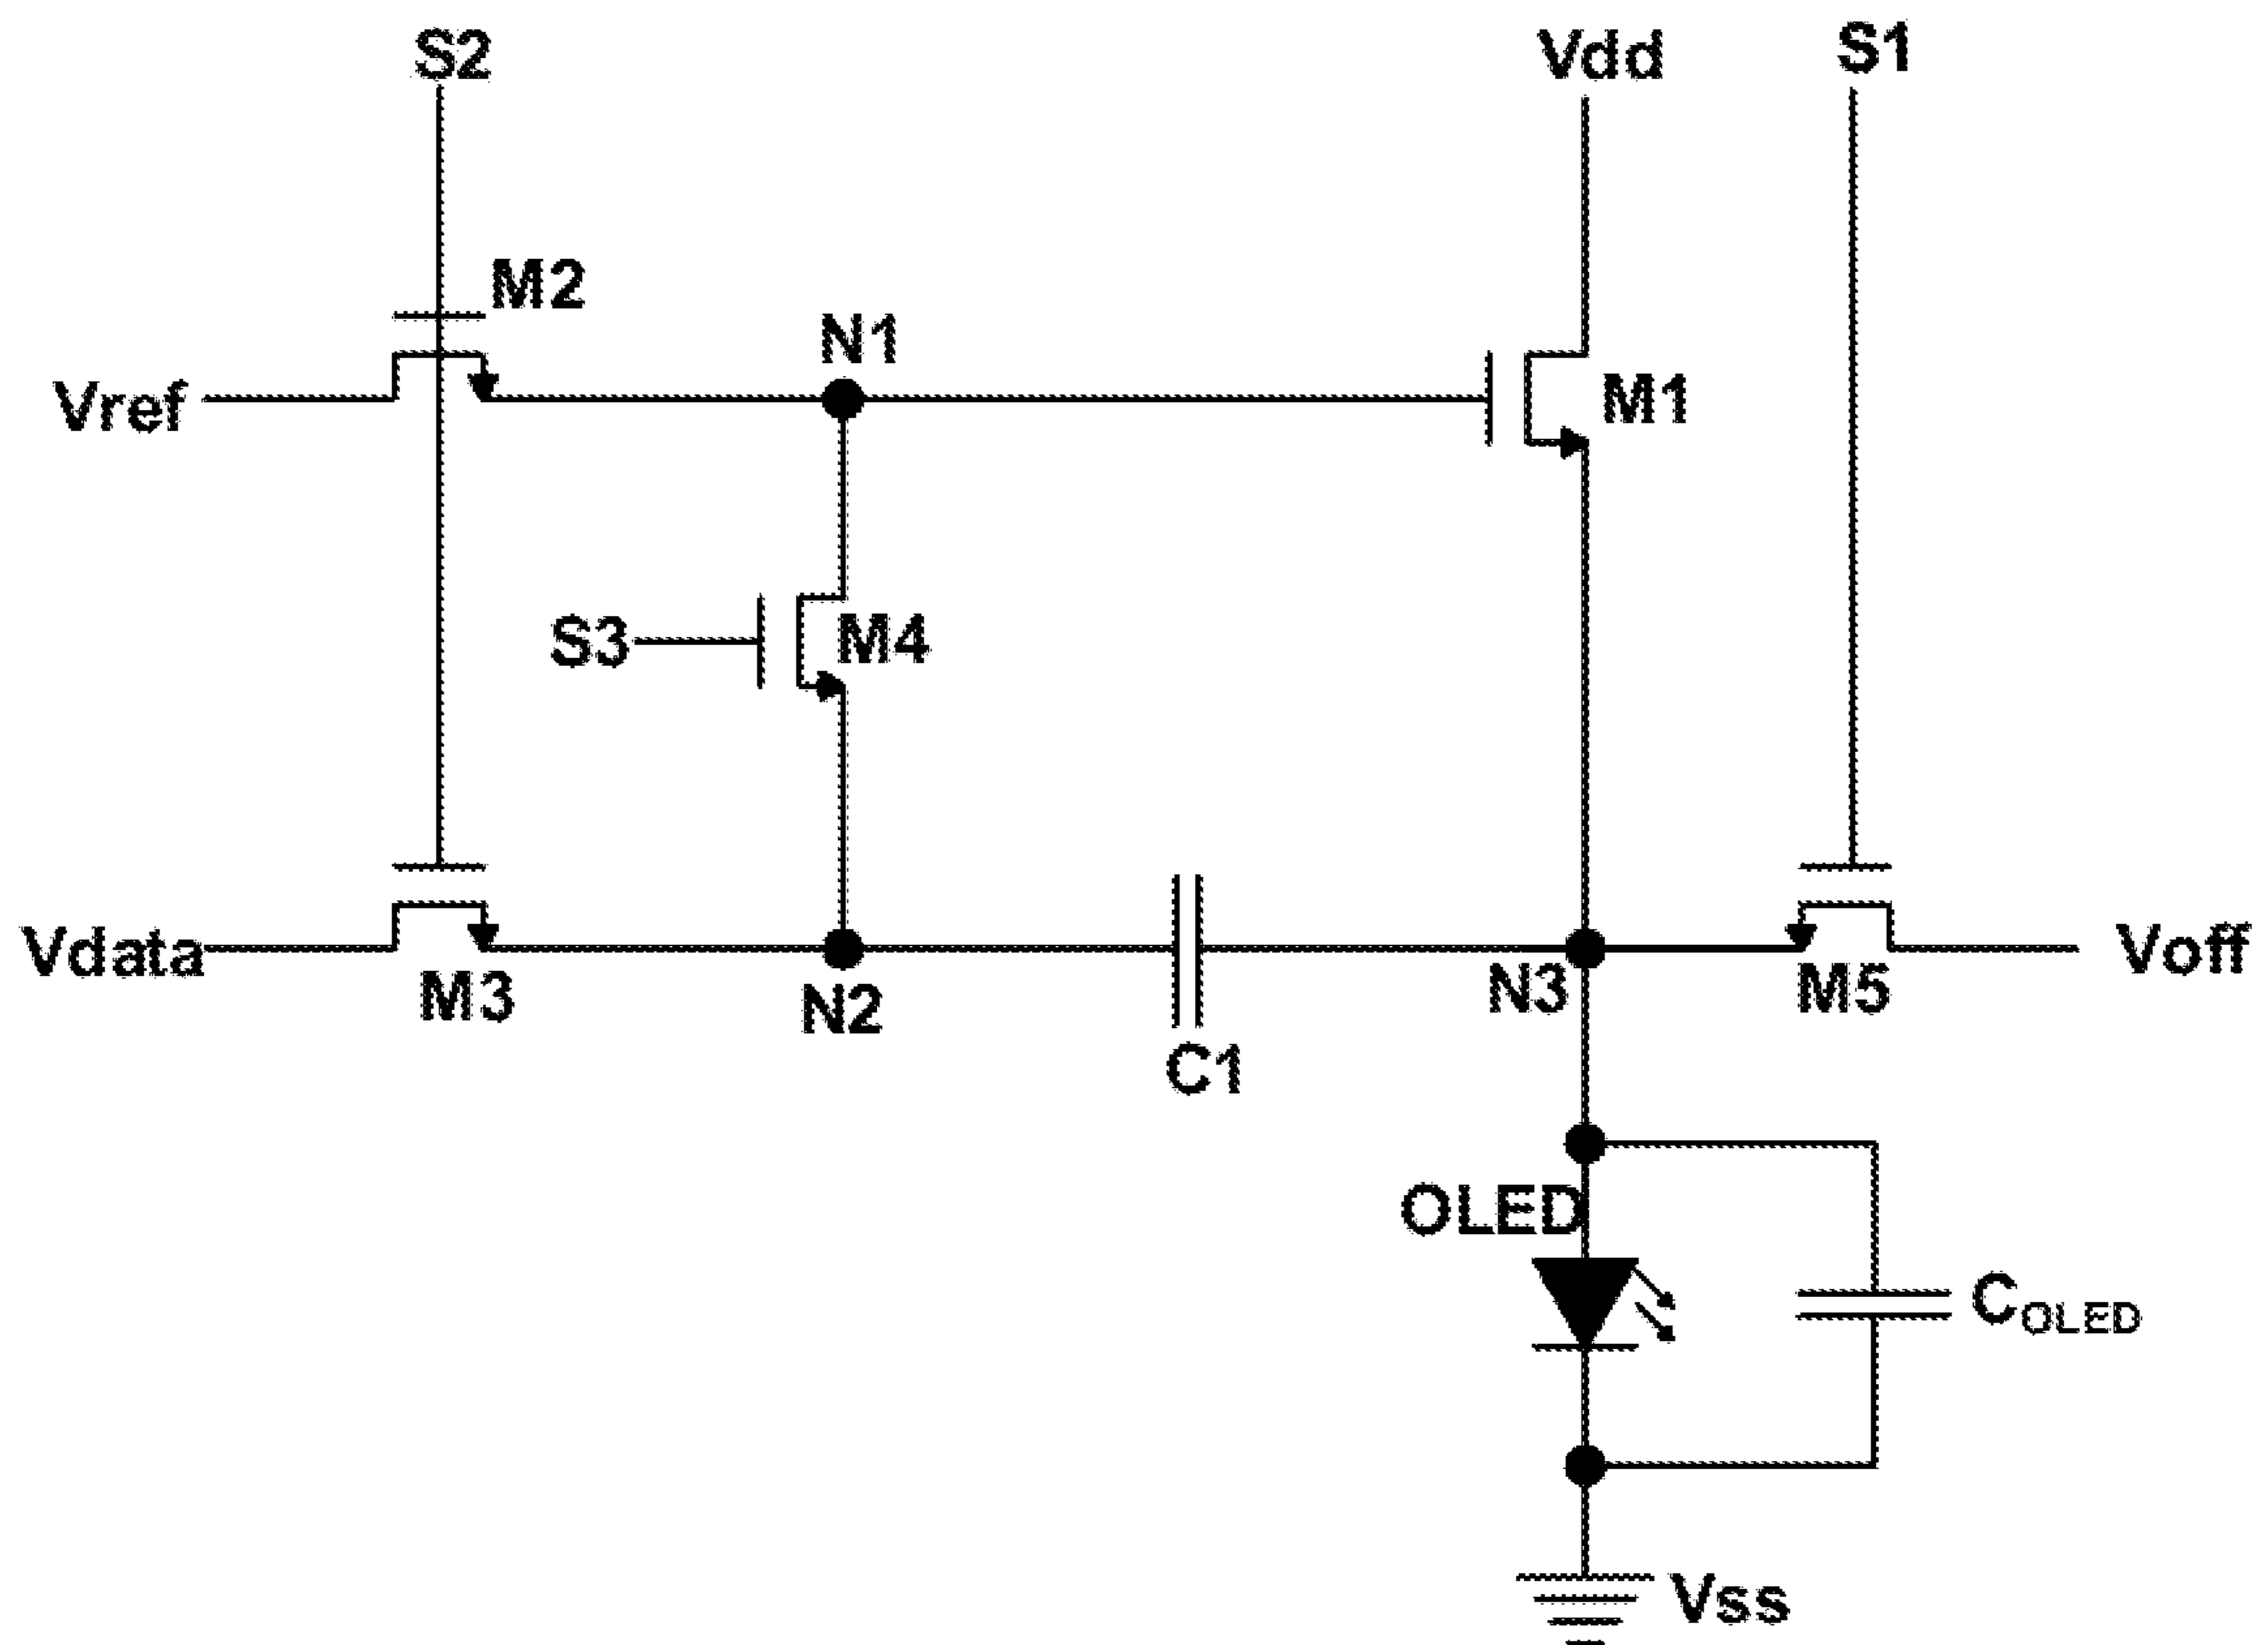 S2
Vdd
S1
M2
N1
Vref
M1
S3
M4
Vdata
M3
N2
N3
M5
Voff
C1
OLED
COLED
Vss